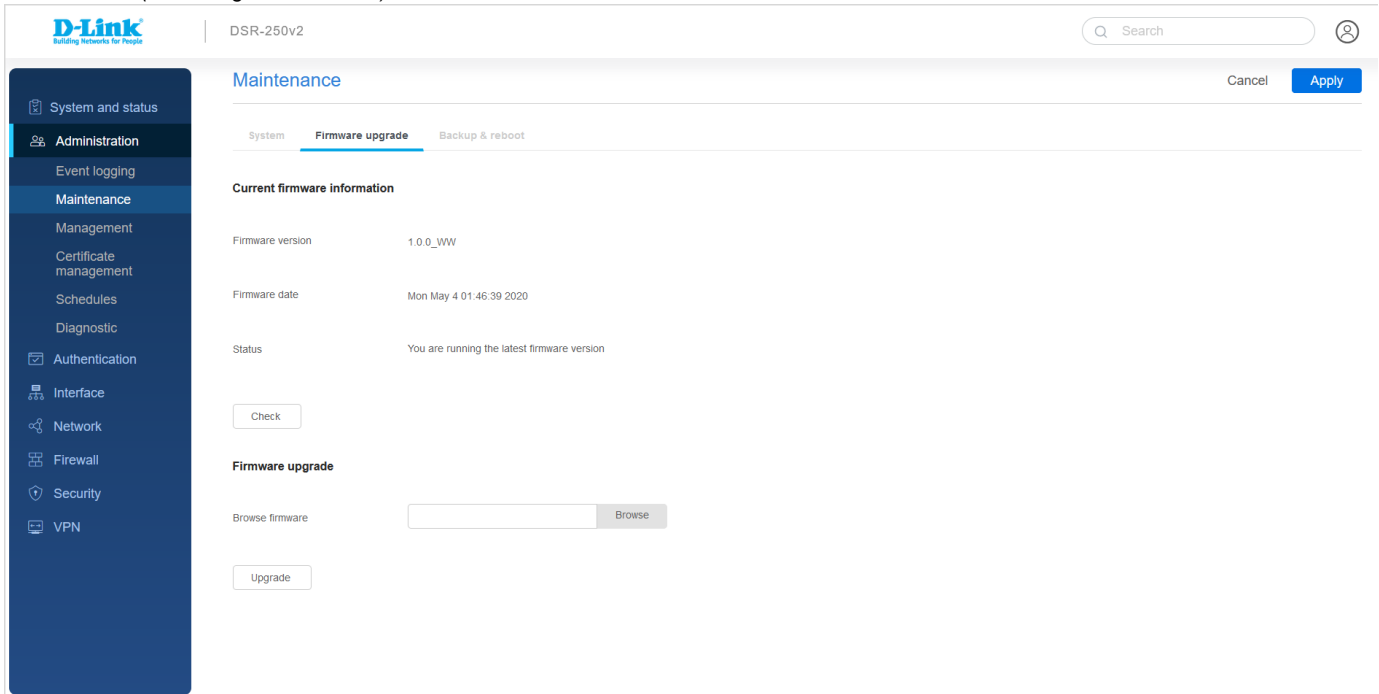 D-Link
Building Networks for People
DSR-250v2
Search
System and status
Administration
Event logging
Maintenance
Management
Certificate
management
Schedules
Diagnostic
Authentication
Interface
Network
Firewall
Security
VPN
Maintenance
Cancel
Apply
System
Firmware upgrade
Backup & reboot
Current firmware information
Firmware version 1.0.0_WW
Firmware date Mon May 4 01:46:39 2020
Status You are running the latest firmware version
Check
Firmware upgrade
Browse firmware Browse
Upgrade